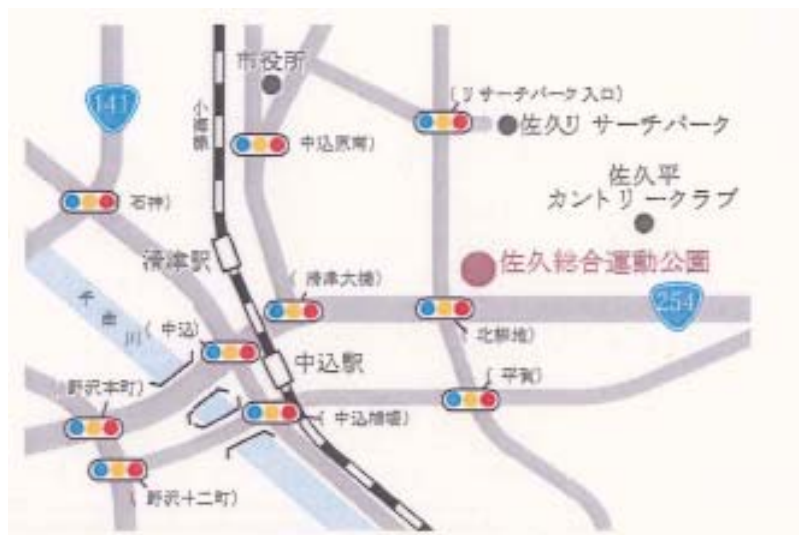 市役所
141
小海線
(リサーチパーク入口)
中込原南)
佐久リサーチパーク
佐久平
カントリークラブ
石神)
滑津駅
佐久総合運動公園
(滑津大橋)
254
千曲川
(中込)
北耕地)
中込駅
(平賀)
野沢本町)
(中込橋場)
(野沢十二町)